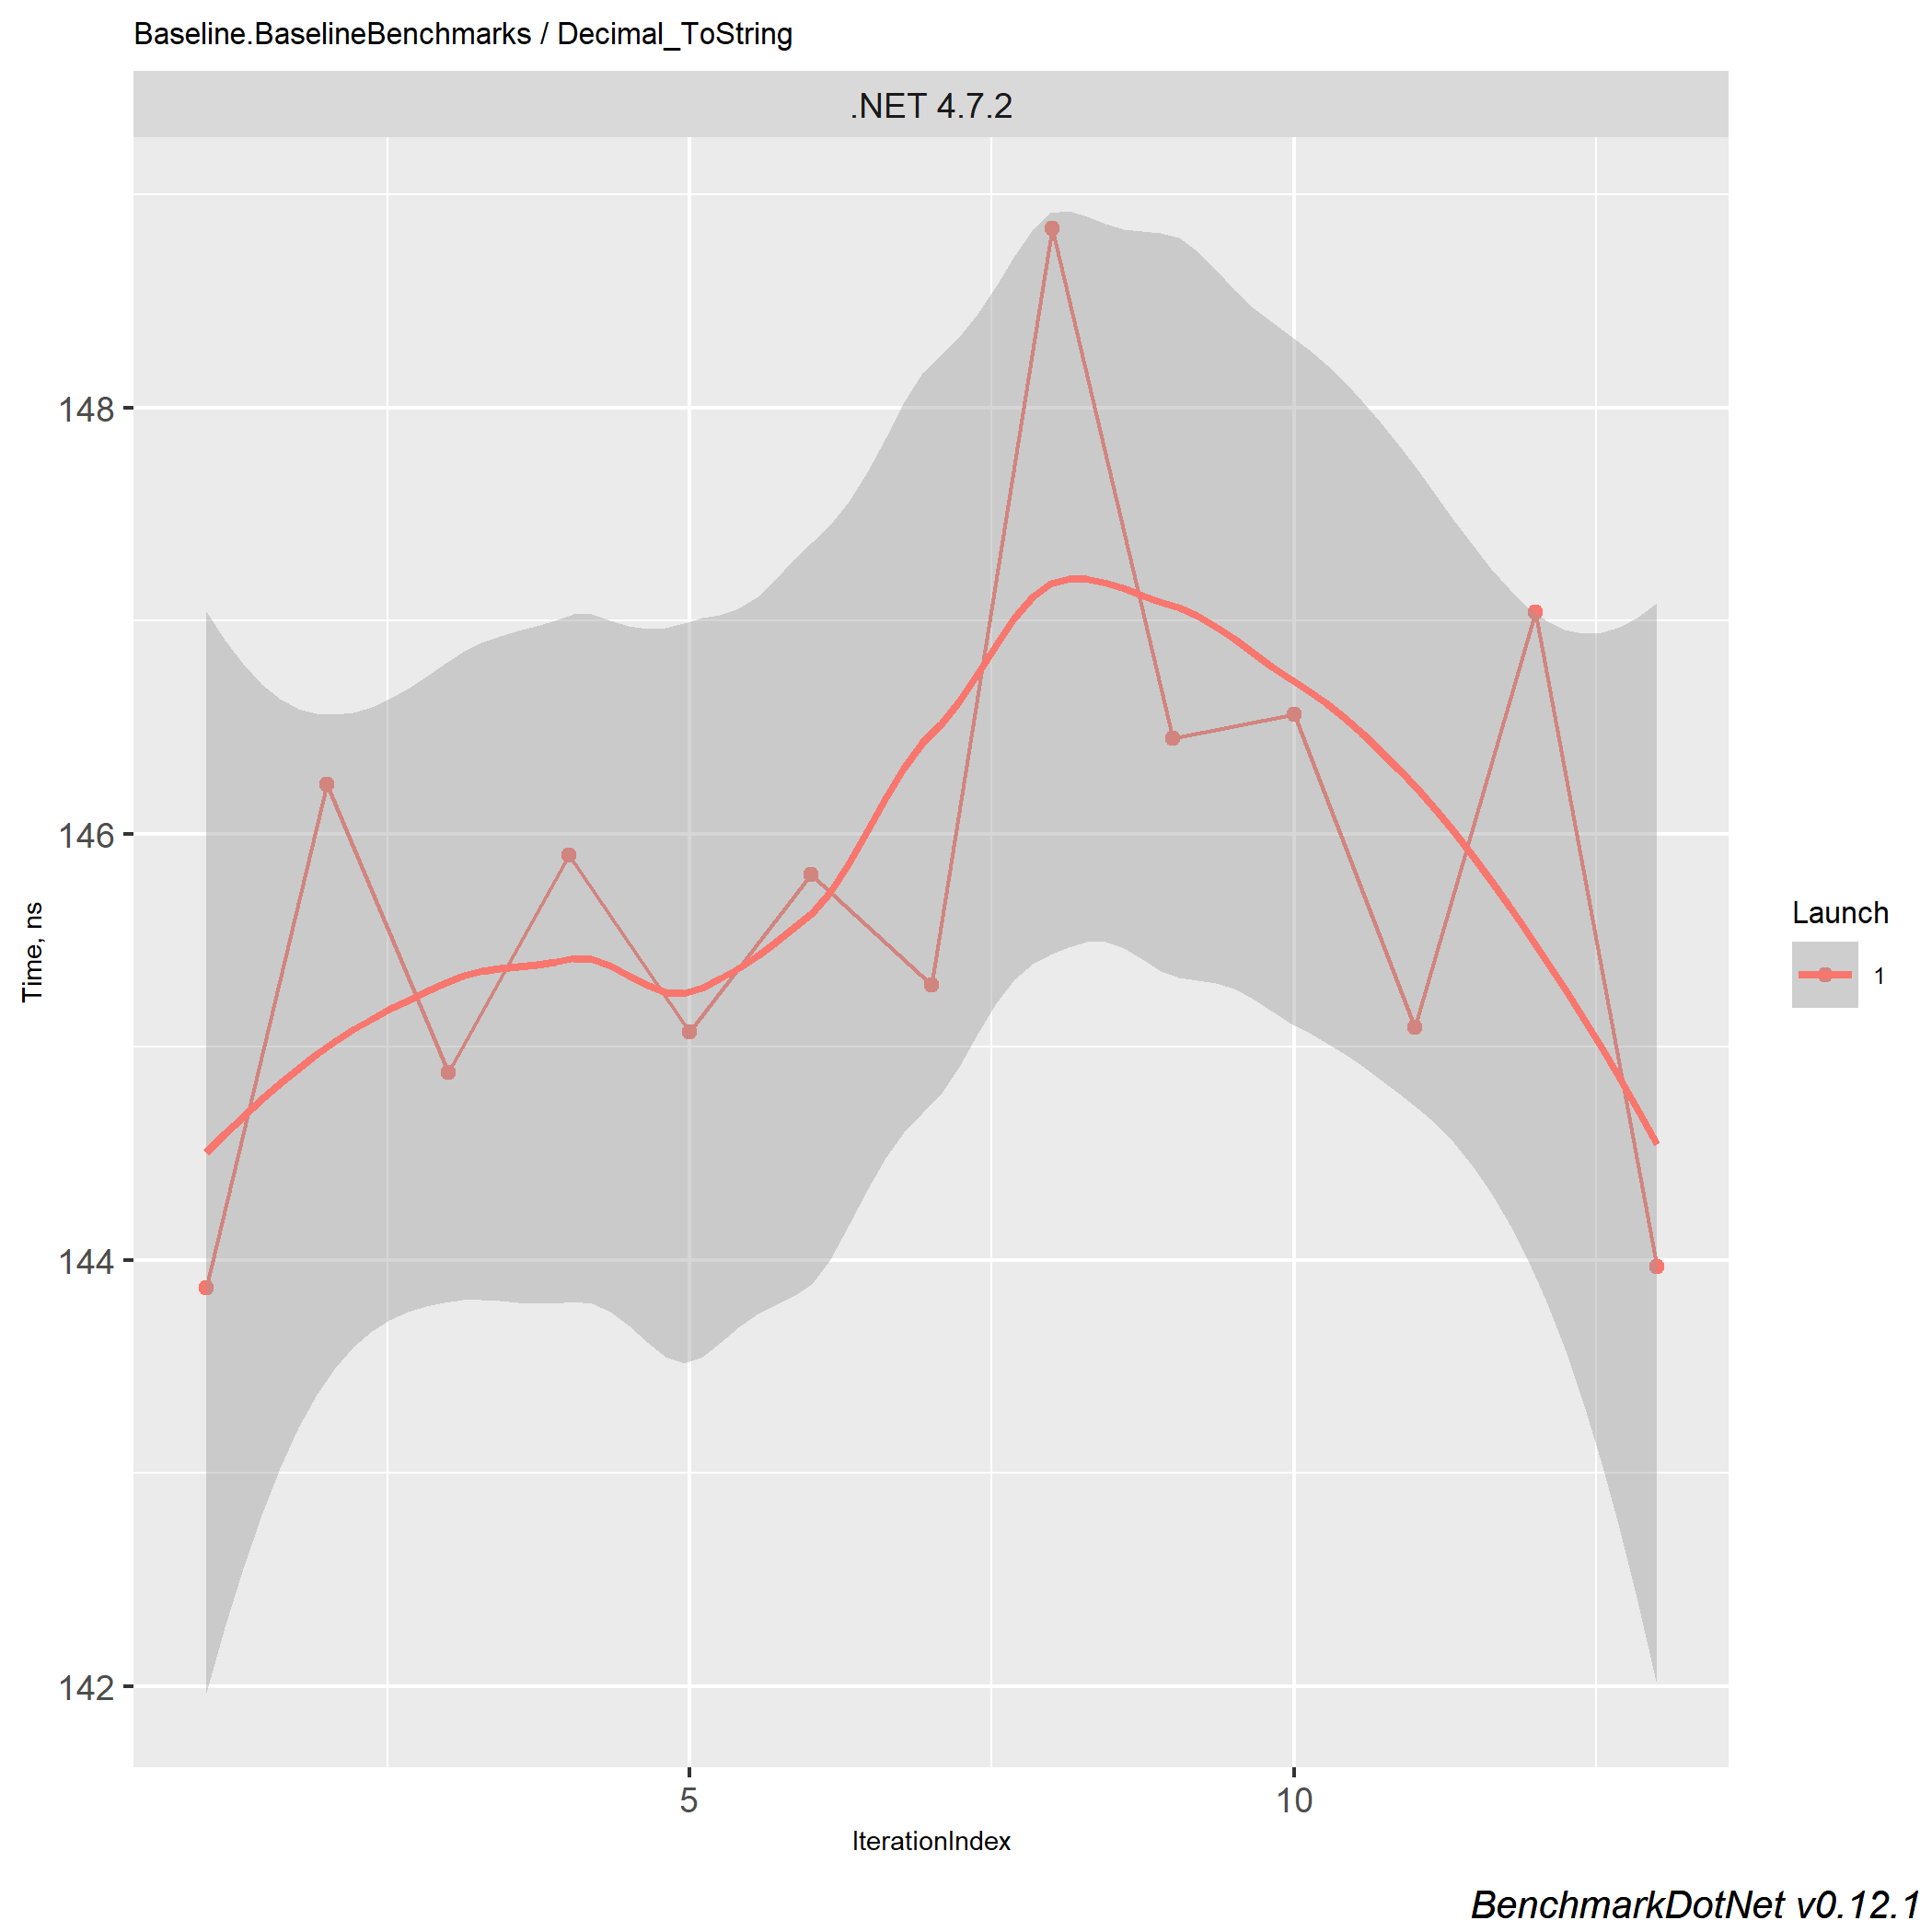 Baseline.BaselineBenchmarks / Decimal_ToString
.NET 4.7.2
148
146
144
142
Time, ns
5
10
IterationIndex
Launch
1
BenchmarkDotNet v0.12.1